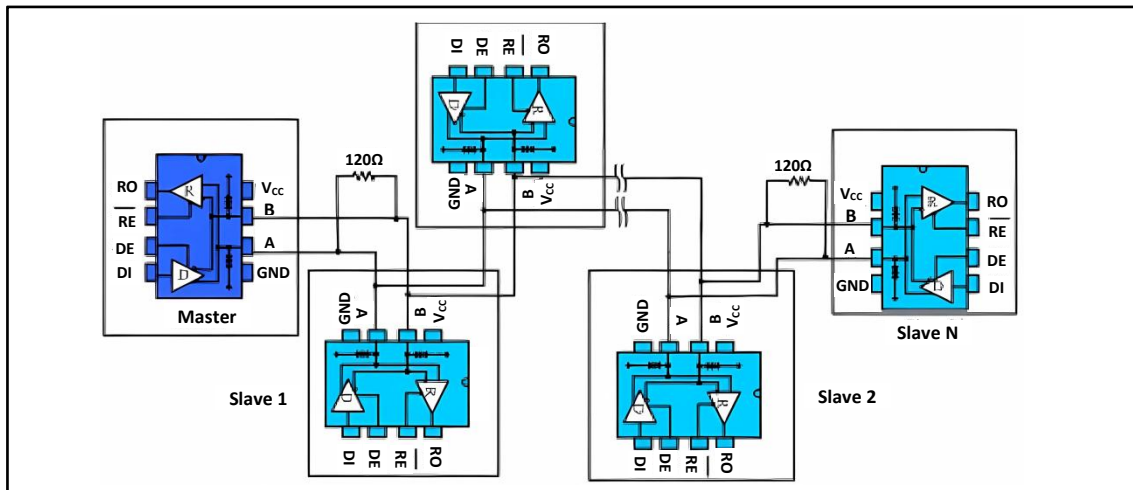 DI DE RE RO
D R
GND A B Vcc
120Ω
RO
RE
DE
DI
R
D
Vcc
B
A
GND
Master
120Ω
Vcc
B
A
GND
R
D
RO
RE
DE
DI
Slave N
GND A B Vcc
D R
DI DE RE RO
Slave 1
GND A B Vcc
D R
DI DE RE RO
Slave 2